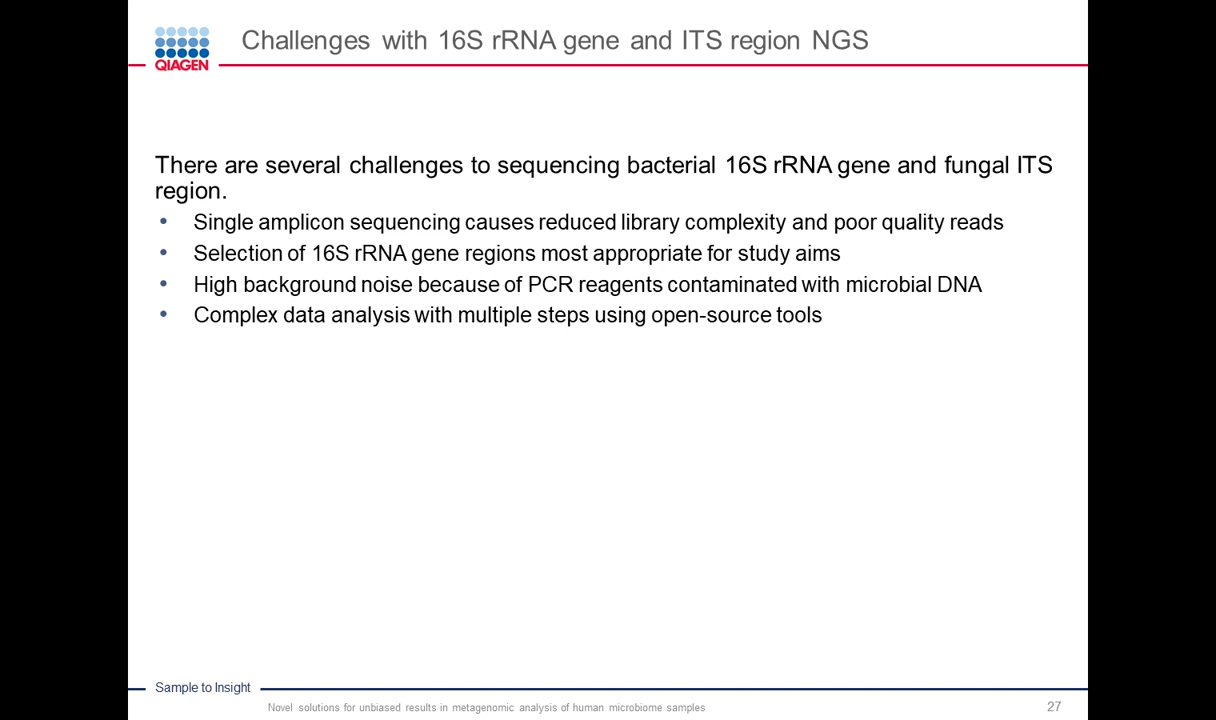 QIAGEN
Challenges with 16S rRNA gene and ITS region NGS
There are several challenges to sequencing bacterial 16S rRNA gene and fungal ITS
region.
• Single amplicon sequencing causes reduced library complexity and poor quality reads
• Selection of 16S rRNA gene regions most appropriate for study aims
• High background noise because of PCR reagents contaminated with microbial DNA
• Complex data analysis with multiple steps using open-source tools
Sample to Insight
Novel solutions for unbiased results in metagenomic analysis of human microbiome samples
27